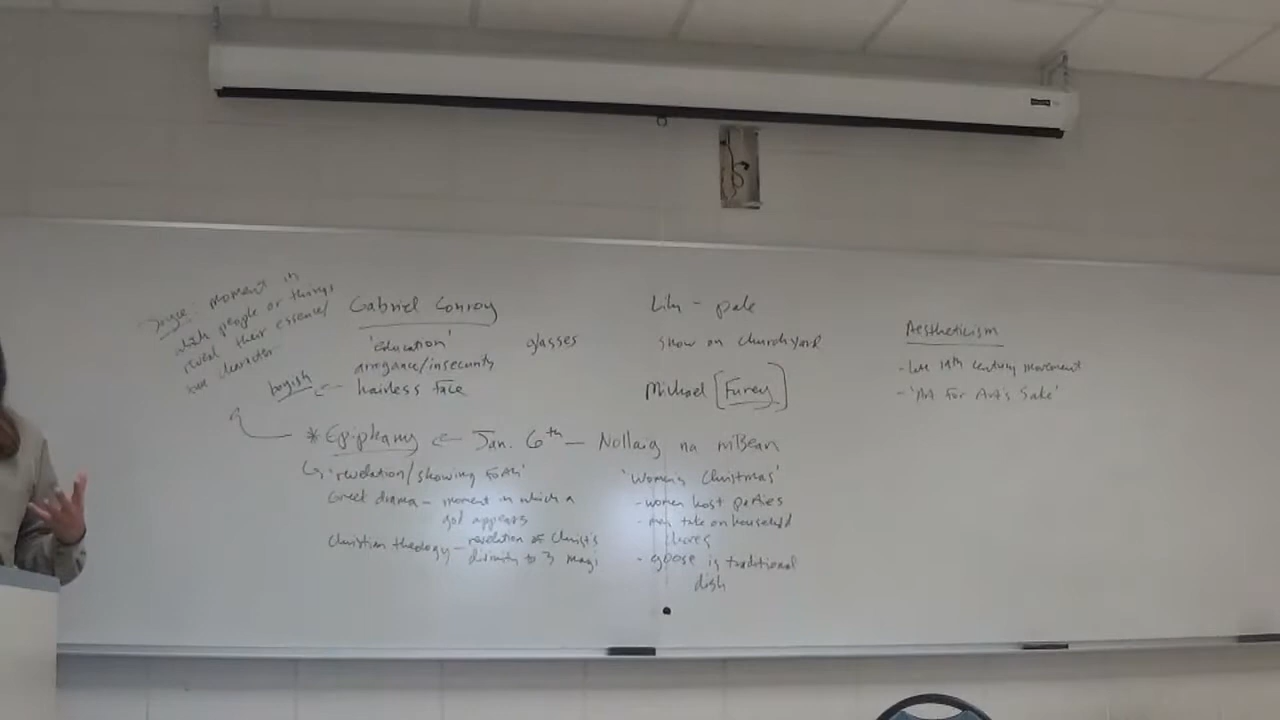 Joyce: moment in
which people or things
reveal their essence/
true character
Gabriel Conroy
'education'
arrogance/insecurity
glasses
boyish ← hairless face
Lily - pale
snow on churchyard
Michael [Furey]
Aestheticism
- late 19th century movement
- 'Art For Art's Sake'
* Epiphany ← Jan. 6th — Nollaig na mBean
↳ 'revelation/showing forth'
Greek drama - moment in which a
god appears
Christian theology - revelation of Christ's
divinity to 3 magi
'Women's Christmas'
- women host parties
- men take on household
chores
- goose is traditional
dish